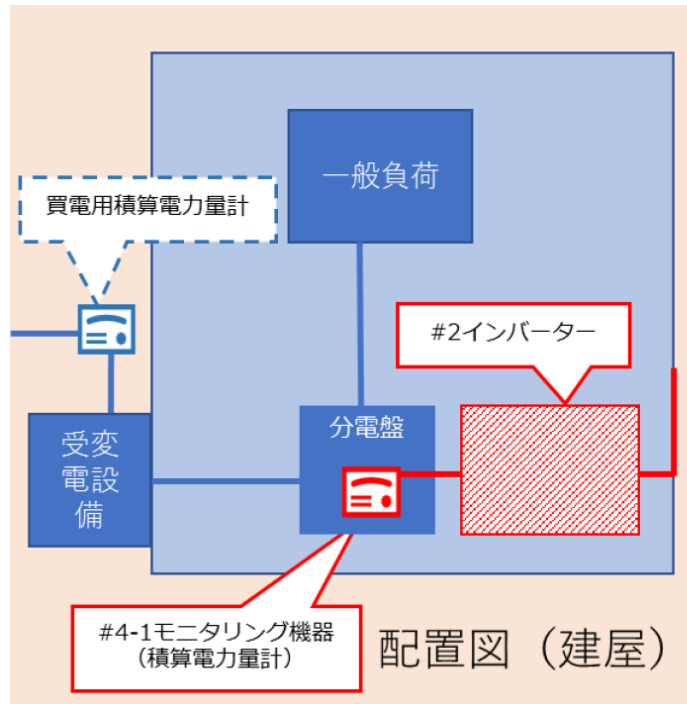 一般負荷
買電用積算電力量計
#2インバーター
分電盤
受変
電設
備
#4-1モニタリング機器
（積算電力量計）
配置図（建屋）